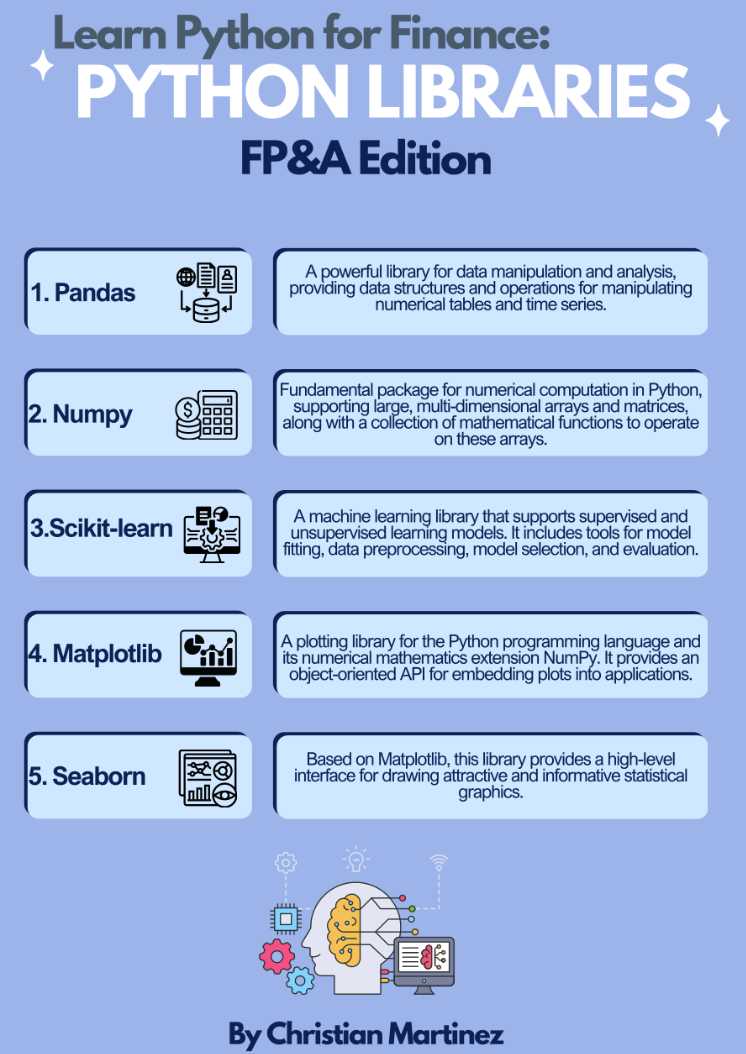 Learn Python for Finance:
PYTHON LIBRARIES
FP&A Edition
1. Pandas
A powerful library for data manipulation and analysis,
providing data structures and operations for manipulating
numerical tables and time series.
2. Numpy
Fundamental package for numerical computation in Python,
supporting large, multi-dimensional arrays and matrices,
along with a collection of mathematical functions to operate
on these arrays.
3.Scikit-learn
A machine learning library that supports supervised and
unsupervised learning models. It includes tools for model
fitting, data preprocessing, model selection, and evaluation.
4. Matplotlib
A plotting library for the Python programming language and
its numerical mathematics extension NumPy. It provides an
object-oriented API for embedding plots into applications.
5. Seaborn
Based on Matplotlib, this library provides a high-level
interface for drawing attractive and informative statistical
graphics.
By Christian Martinez